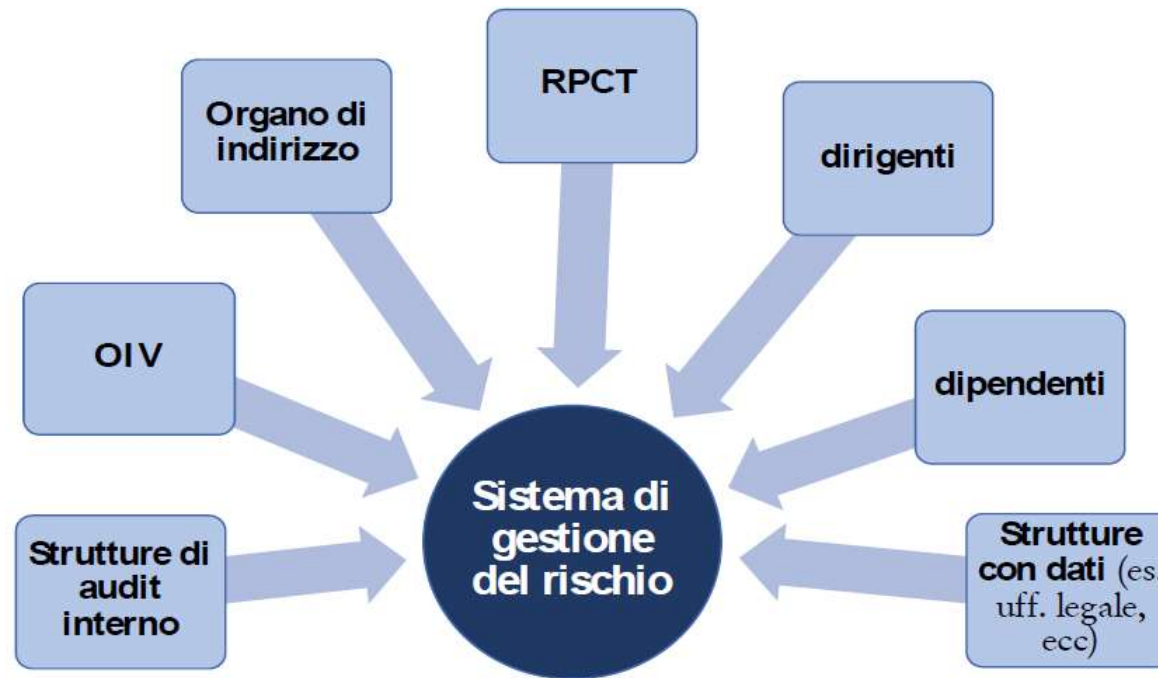 RPCT
Organo di
indirizzo
dirigenti
OIV
dipendenti
Sistema di
gestione
del rischio
Strutture di
audit
interno
Strutture
con dati (es.
uff. legale,
ecc)